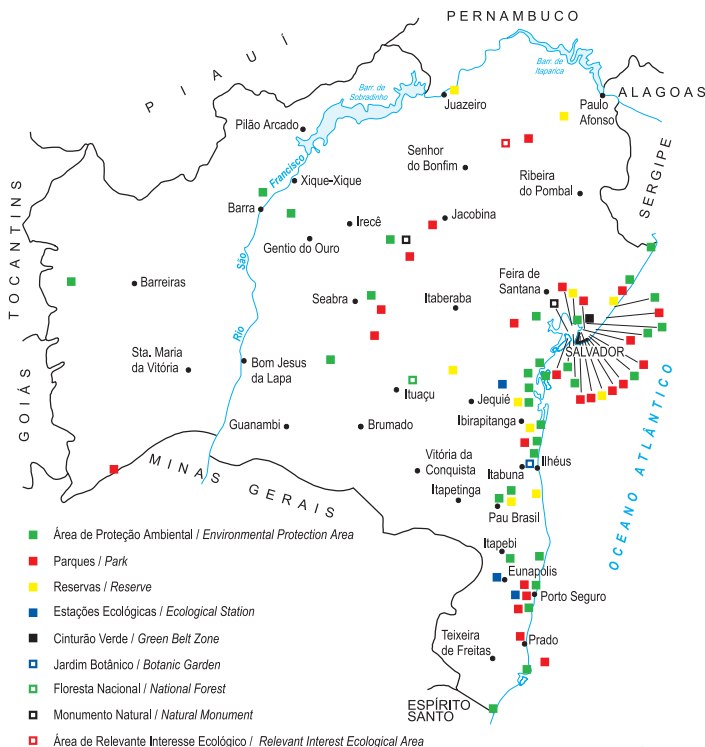 PERNAMBUCO
PIAUÍ
Barr. de
Sobradinho
Barr. de
Itaparica
ALAGOAS
Juazeiro
Paulo
Afonso
Pilão Arcado
Senhor
do Bonfim
Francisco
Xique-Xique
Ribeira
do Pombal
SERGIPE
TOCANTINS
Barra
Irecê
Jacobina
Gentio do Ouro
São
Barreiras
Feira de
Santana
Seabra
Itaberaba
Rio
SALVADOR
Sta. Maria
da Vitória
Bom Jesus
da Lapa
Ituaçu
Jequié
GOIÁS
Ibirapitanga
Guanambi
Brumado
OCEANO ATLÂNTICO
MINAS GERAIS
Vitória da
Conquista
Itabuna
Ilhéus
Itapetinga
Pau Brasil
Itapebi
Eunapólis
Porto Seguro
Teixeira
de Freitas
Prado
ESPÍRITO
SANTO
Área de Proteção Ambiental / Environmental Protection Area
Parques / Park
Reservas / Reserve
Estações Ecológicas / Ecological Station
Cinturão Verde / Green Belt Zone
Jardim Botânico / Botanic Garden
Floresta Nacional / National Forest
Monumento Natural / Natural Monument
Área de Relevante Interesse Ecológico / Relevant Interest Ecological Area